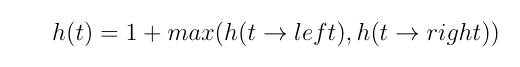 h(t) = 1 + max(h(t → left), h(t → right))